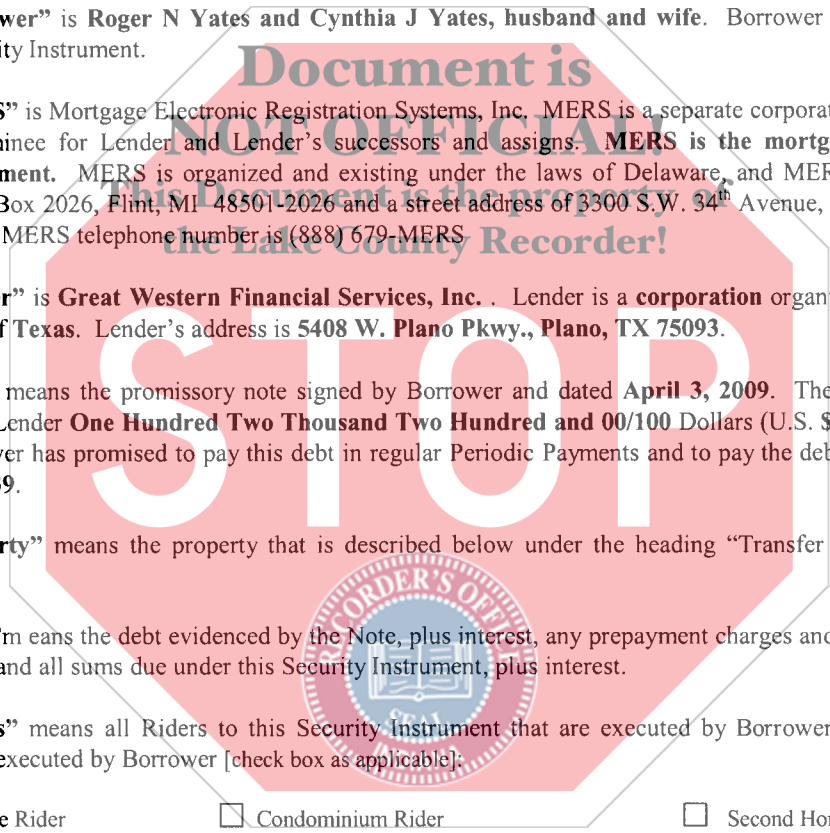 wer” is Roger N Yates and Cynthia J Yates, husband and wife. Borrower
ity Instrument.
Document is
S” is Mortgage Electronic Registration Systems, Inc. MERS is a separate corporat
inee for Lender and Lender’s successors and assigns. MERS is the mortg
NOT OFFICIAL!
ment. MERS is organized and existing under the laws of Delaware, and MER
This Document is the property of
Box 2026, Flint, MI 48501-2026 and a street address of 3300 S.W. 34th Avenue,
MERS telephone number is (888) 679-MERS
the Lake County Recorder!
r” is Great Western Financial Services, Inc. . Lender is a corporation organ
f Texas. Lender’s address is 5408 W. Plano Pkwy., Plano, TX 75093.
STOP
means the promissory note signed by Borrower and dated April 3, 2009. The
Lender One Hundred Two Thousand Two Hundred and 00/100 Dollars (U.S. $
er has promised to pay this debt in regular Periodic Payments and to pay the deb
39.
rty” means the property that is described below under the heading “Transfer
RECORDER'S OFFICE
’m eans the debt evidenced by the Note, plus interest, any prepayment charges and
and all sums due under this Security Instrument, plus interest.
SEAL
INDIANA
s” means all Riders to this Security Instrument that are executed by Borrower
executed by Borrower [check box as applicable]:
e Rider ☐ Condominium Rider ☐ Second Hon